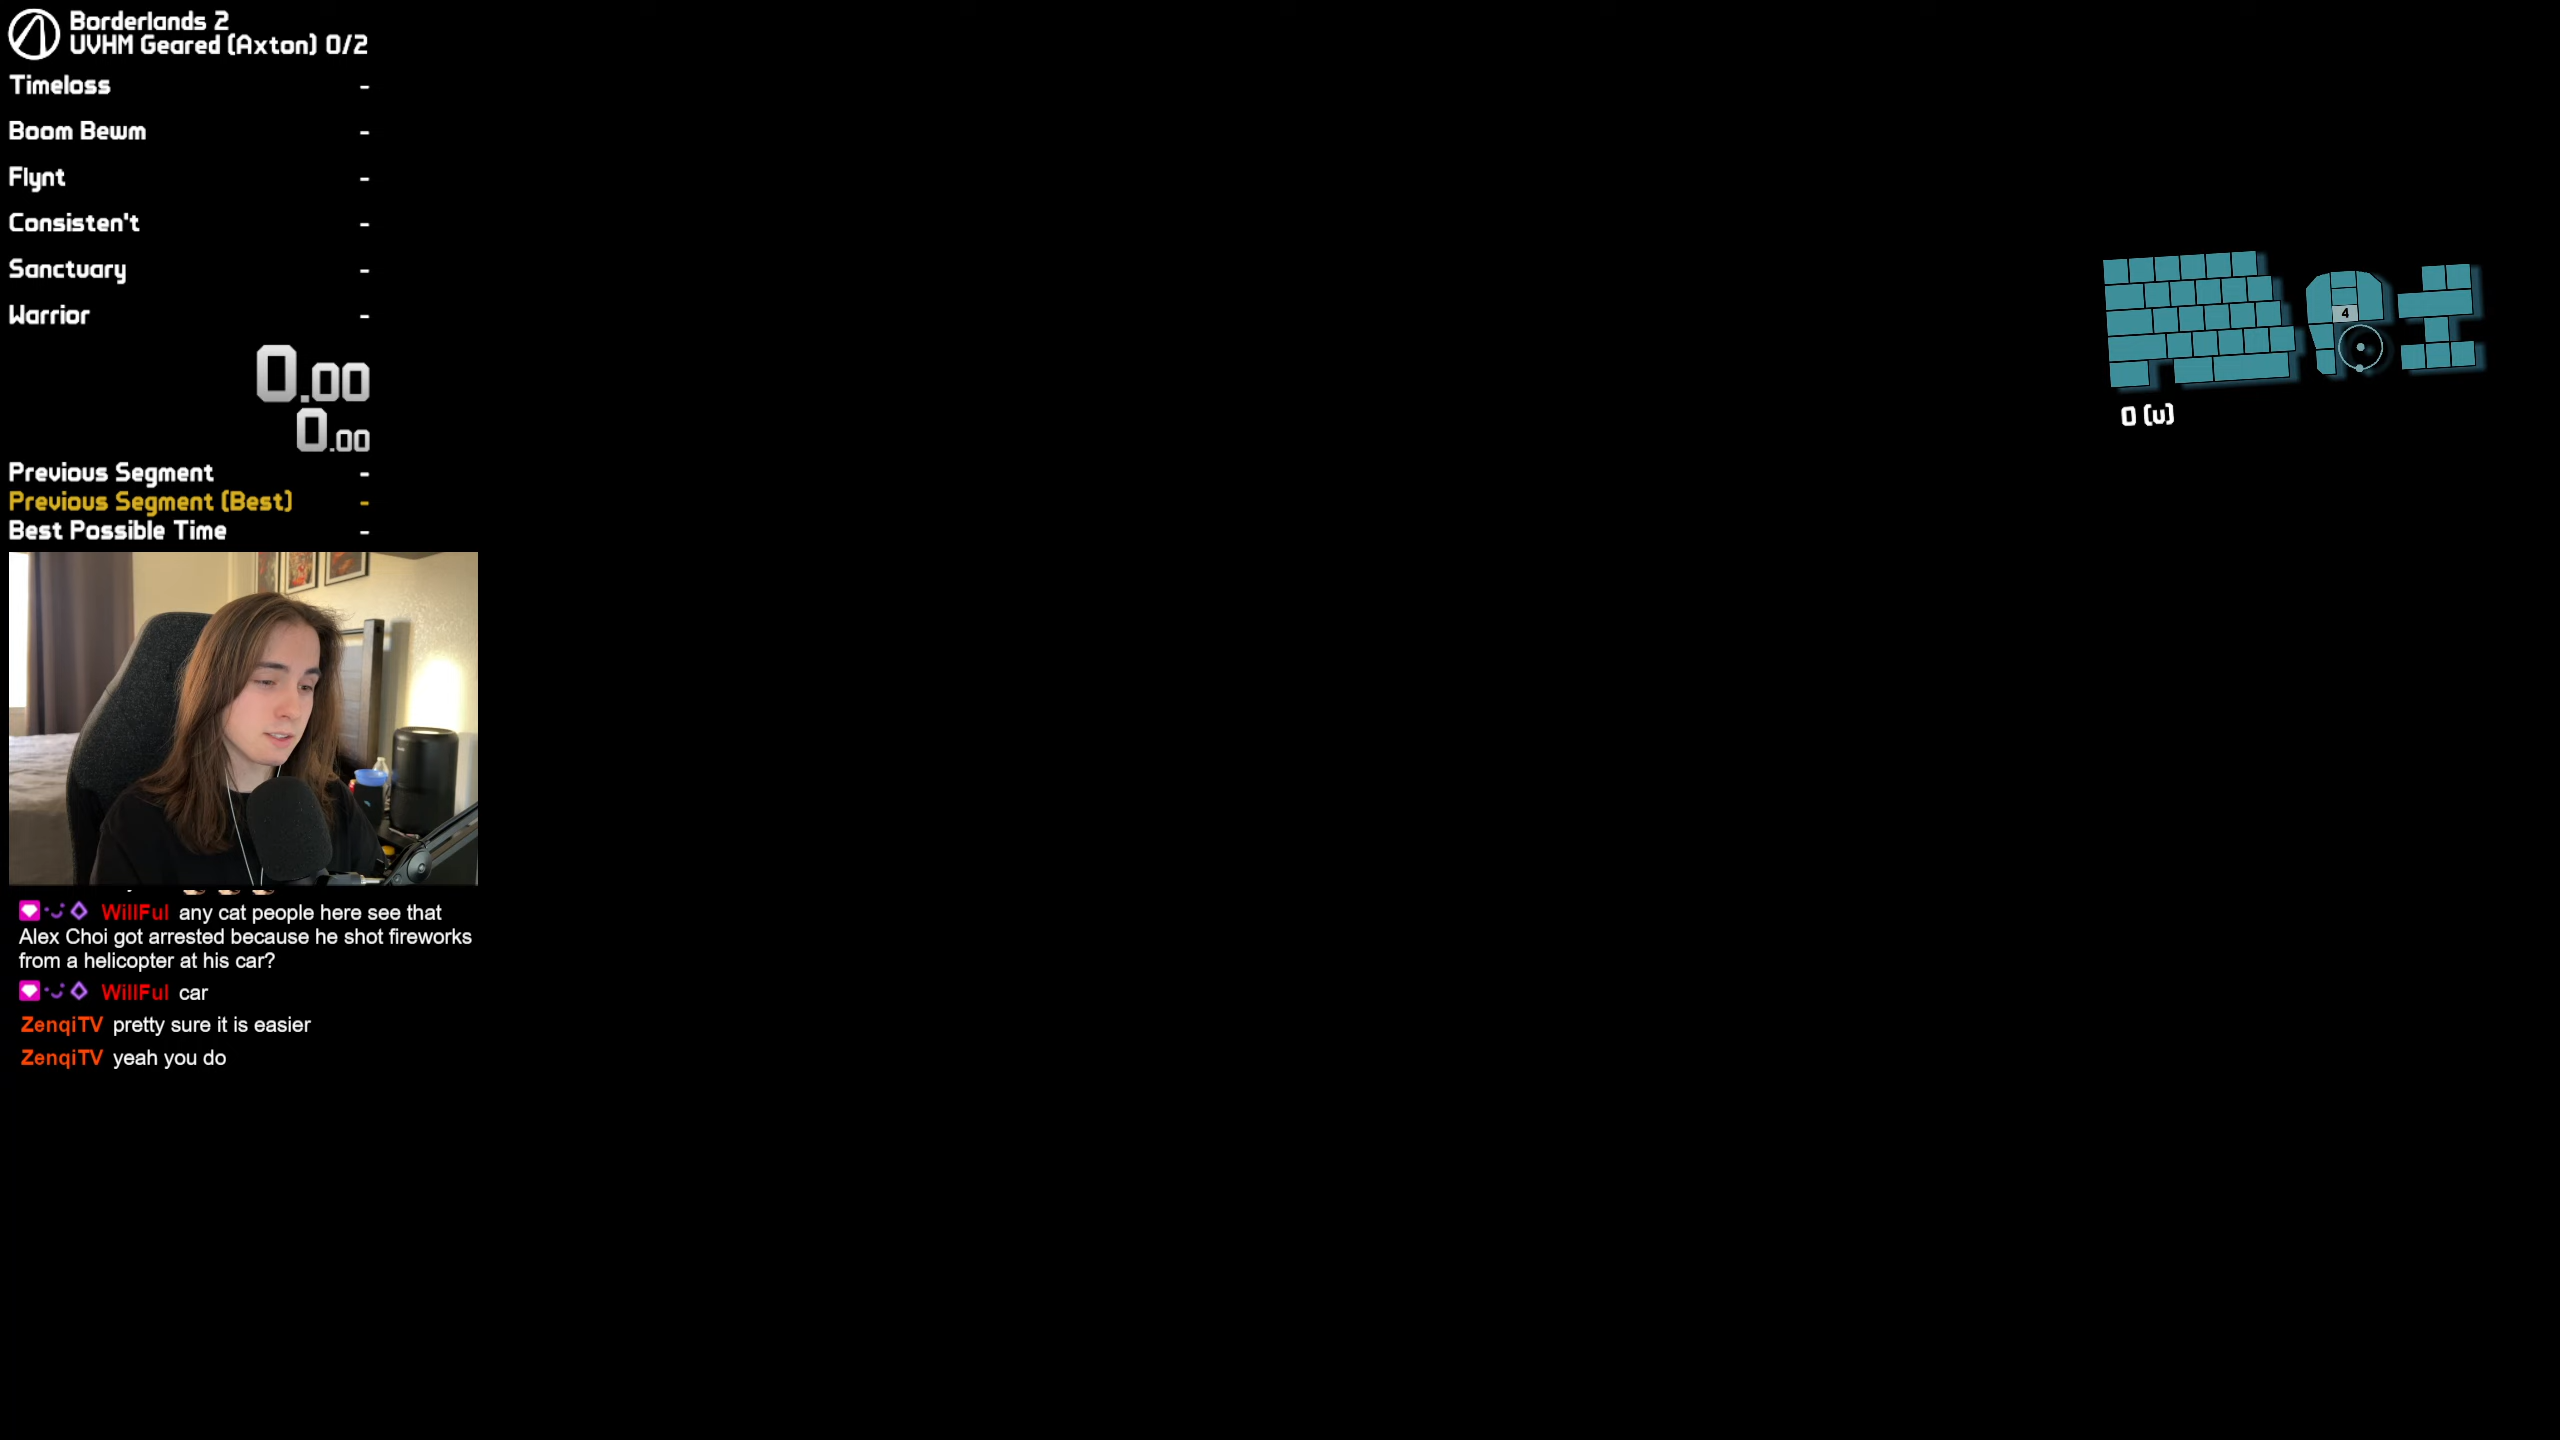 Borderlands 2
UVHM Geared (Axton) 0/2
Timeloss -
Boom Bewm -
Flynt -
Consisten't -
Sanctuary -
Warrior -
0.00
0.00
Previous Segment -
Previous Segment (Best) -
Best Possible Time -
4
0 (u)
WillFul any cat people here see that
Alex Choi got arrested because he shot fireworks
from a helicopter at his car?
WillFul car
ZenqiTV pretty sure it is easier
ZenqiTV yeah you do